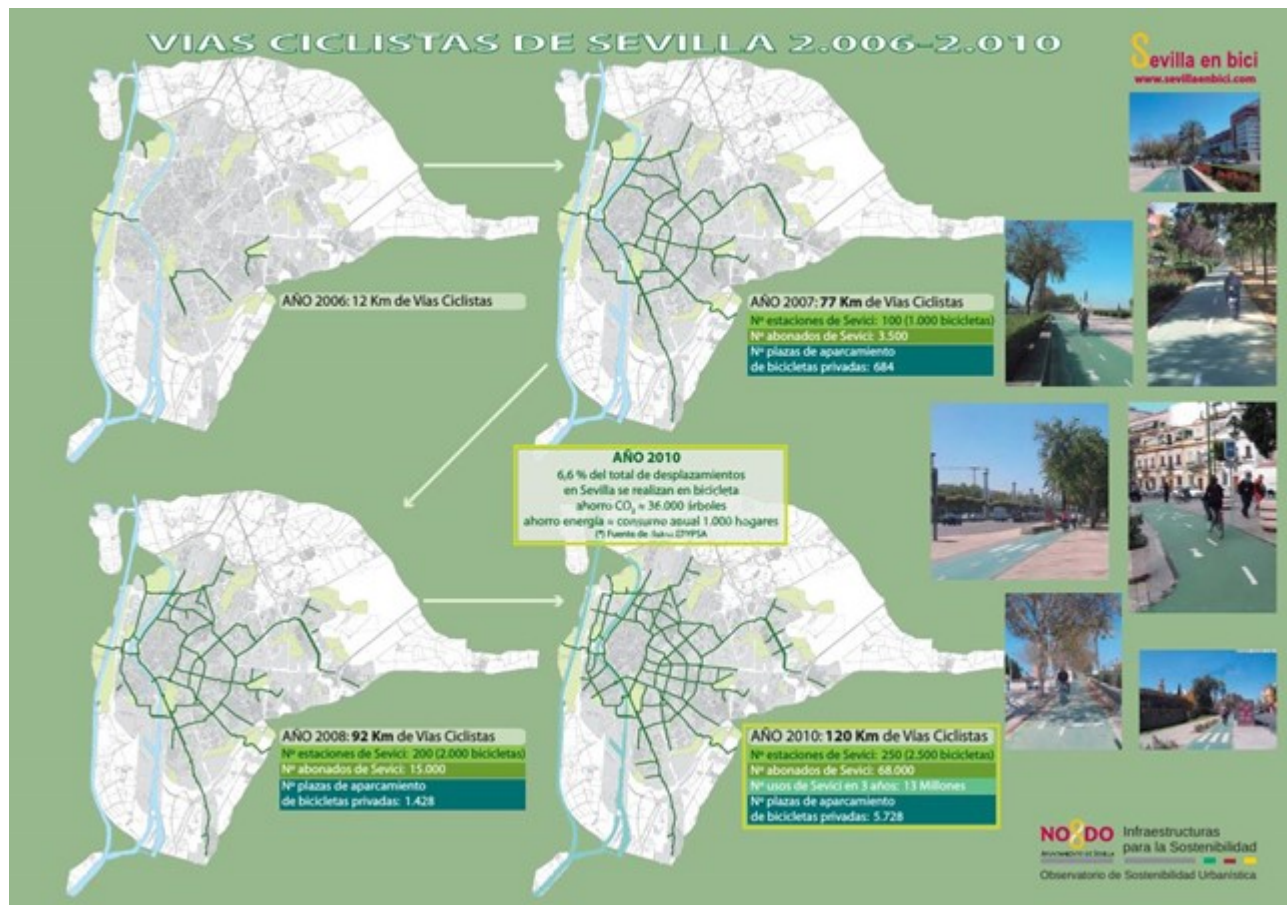 VIAS CICLISTAS DE SEVILLA 2.006-2.010
Sevilla en bici
www.sevillaenbici.com
AÑO 2006: 12 Km de Vías Ciclistas
AÑO 2007: 77 Km de Vías Ciclistas
Nº estaciones de Sevici: 100 (1.000 bicicletas)
Nº abonados de Sevici: 3.500
Nº plazas de aparcamiento
de bicicletas privadas: 684
AÑO 2010
6,6 % del total de desplazamientos
en Sevilla se realizan en bicicleta
ahorro CO₂ ≈ 36.000 árboles
ahorro energía ≈ consumo anual 1.000 hogares
(*) Fuente de
AÑO 2008: 92 Km de Vías Ciclistas
Nº estaciones de Sevici: 200 (2.000 bicicletas)
Nº abonados de Sevici: 15.000
Nº plazas de aparcamiento
de bicicletas privadas: 1.428
AÑO 2010: 120 Km de Vías Ciclistas
Nº estaciones de Sevici: 250 (2.500 bicicletas)
Nº abonados de Sevici: 68.000
Nº usos de Sevici en 3 años: 13 Millones
Nº plazas de aparcamiento
de bicicletas privadas: 5.728
NO8DO
AYUNTAMIENTO DE SEVILLA
Infraestructuras
para la Sostenibilidad
Observatorio de Sostenibilidad Urbanística